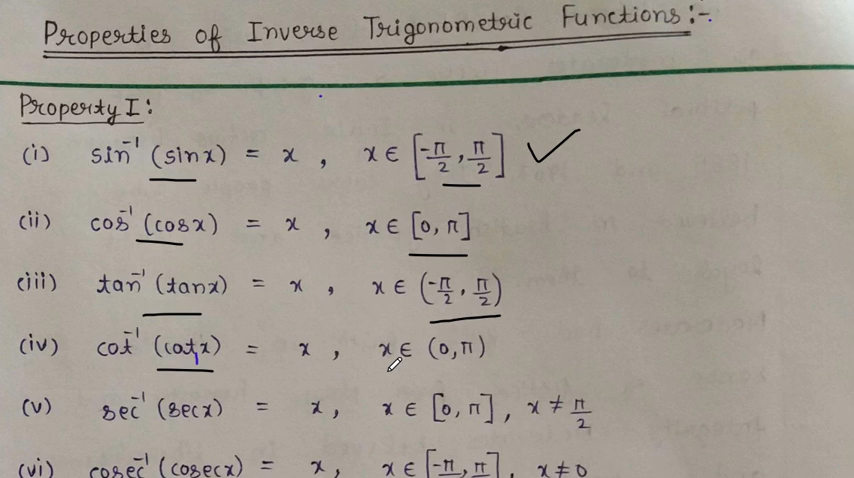 Properties of Inverse Trigonometric Functions:-
Property I:
(i) sin⁻¹ (sinx) = x , x ∈ [-π/2, π/2] ✓
(ii) cos⁻¹ (cosx) = x , x ∈ [0, π]
(iii) tan⁻¹ (tanx) = x , x ∈ (-π/2, π/2)
(iv) cot⁻¹ (cotx) = x , x ∈ (0, π)
(v) sec⁻¹ (secx) = x , x ∈ [0, π] , x ≠ π/2
(vi) cosec⁻¹ (cosecx) = x , x ∈ [-π/2, π/2] , x ≠ 0